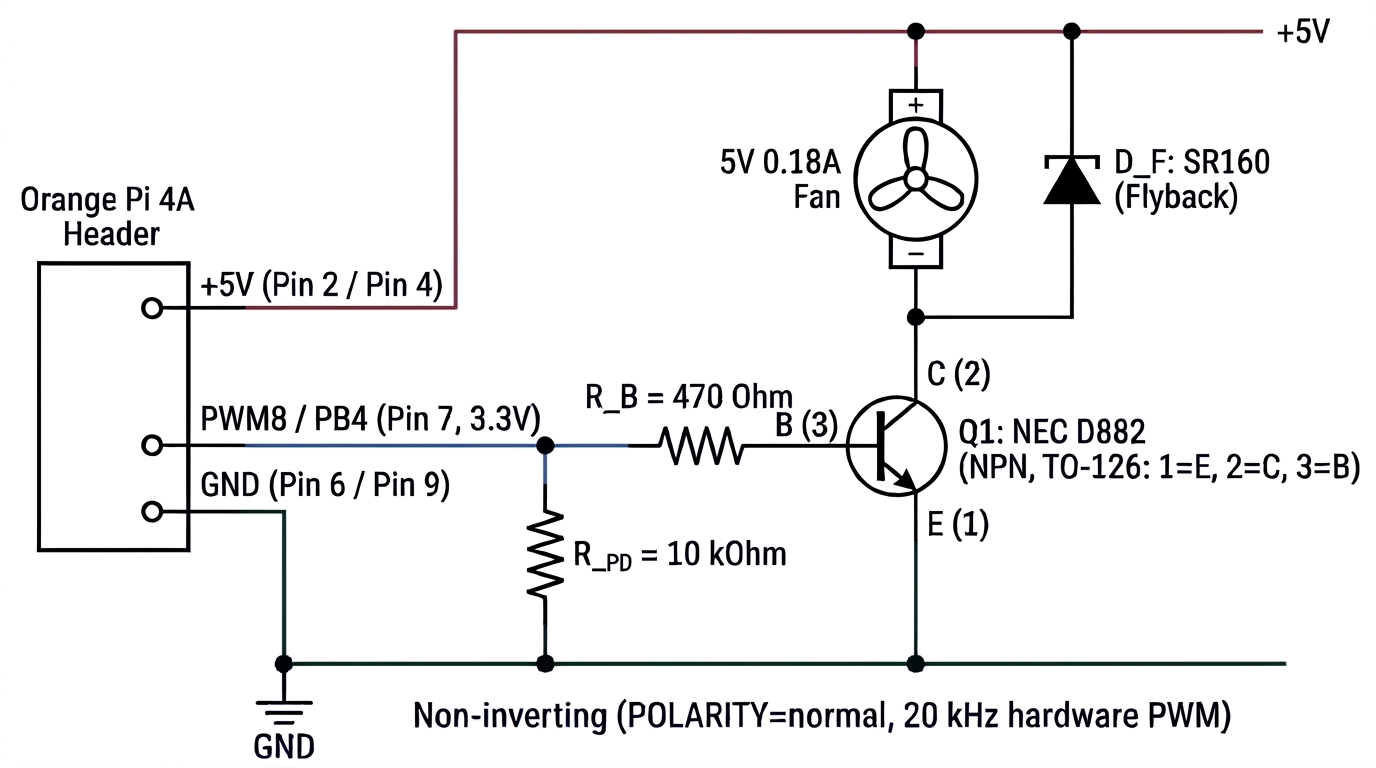 +5V
5V 0.18A
Fan
+
−
D_F: SR160
(Flyback)
Orange Pi 4A
Header
+5V (Pin 2 / Pin 4)
PWM8 / PB4 (Pin 7, 3.3V)
GND (Pin 6 / Pin 9)
R_B = 470 Ohm
B (3)
C (2)
Q1: NEC D882
(NPN, TO-126: 1=E, 2=C, 3=B)
E (1)
R_PD = 10 kOhm
Non-inverting (POLARITY=normal, 20 kHz hardware PWM)
GND